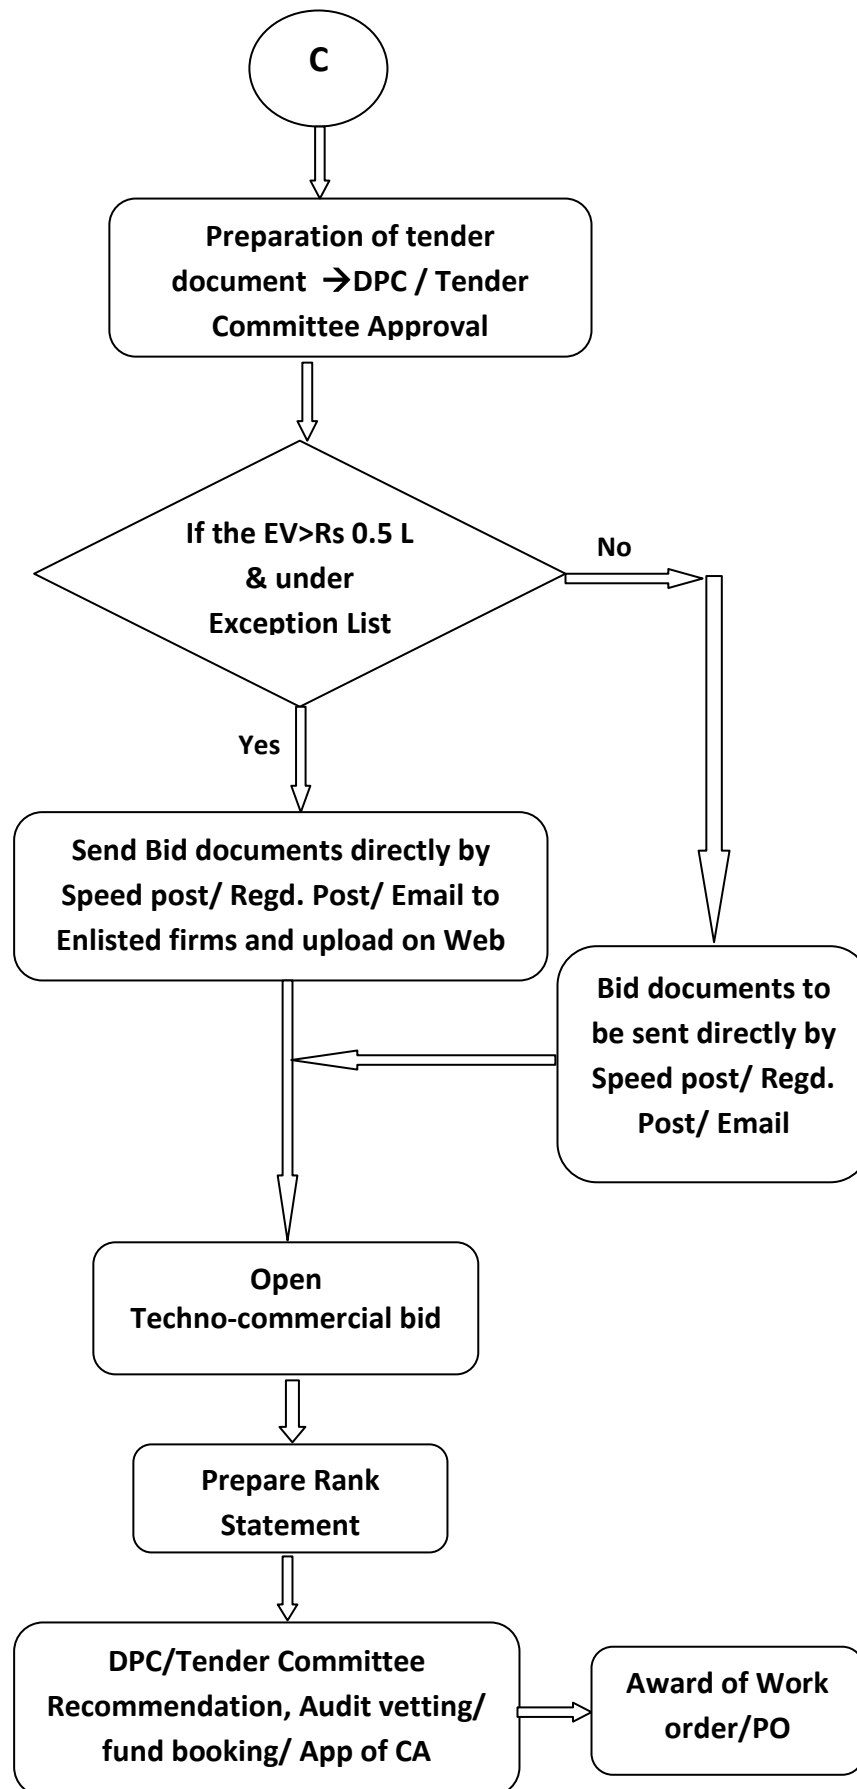 C
Preparation of tender
document →DPC / Tender
Committee Approval
If the EV>Rs 0.5 L
& under
Exception List
No
Yes
Send Bid documents directly by
Speed post/ Regd. Post/ Email to
Enlisted firms and upload on Web
Bid documents to
be sent directly by
Speed post/ Regd.
Post/ Email
Open
Techno-commercial bid
Prepare Rank
Statement
DPC/Tender Committee
Recommendation, Audit vetting/
fund booking/ App of CA
Award of Work
order/PO